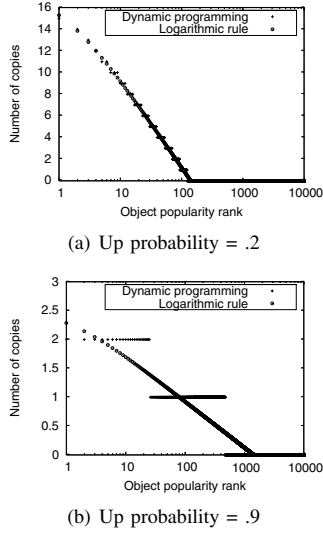 16
14
12
10
8
6
4
2
0
Number of copies
Dynamic programming
Logarithmic rule
1 10 100 1000 10000
Object popularity rank
(a) Up probability = .2
3
2.5
2
1.5
1
0.5
0
Number of copies
Dynamic programming
Logarithmic rule
1 10 100 1000 10000
Object popularity rank
(b) Up probability = .9